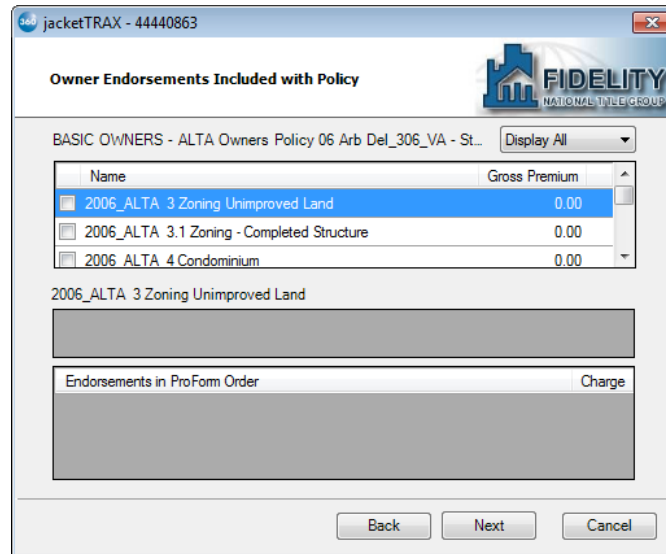 360 jacketTRAX - 44440863
Owner Endorsements Included with Policy
FIDELITY
NATIONAL TITLE GROUP
BASIC OWNERS - ALTA Owners Policy 06 Arb Del_306_VA - St... Display All
Name Gross Premium
2006_ALTA 3 Zoning Unimproved Land 0.00
2006_ALTA 3.1 Zoning - Completed Structure 0.00
2006_ALTA 4 Condominium 0.00
2006_ALTA 3 Zoning Unimproved Land
Endorsements in ProForm Order Charge
Back Next Cancel